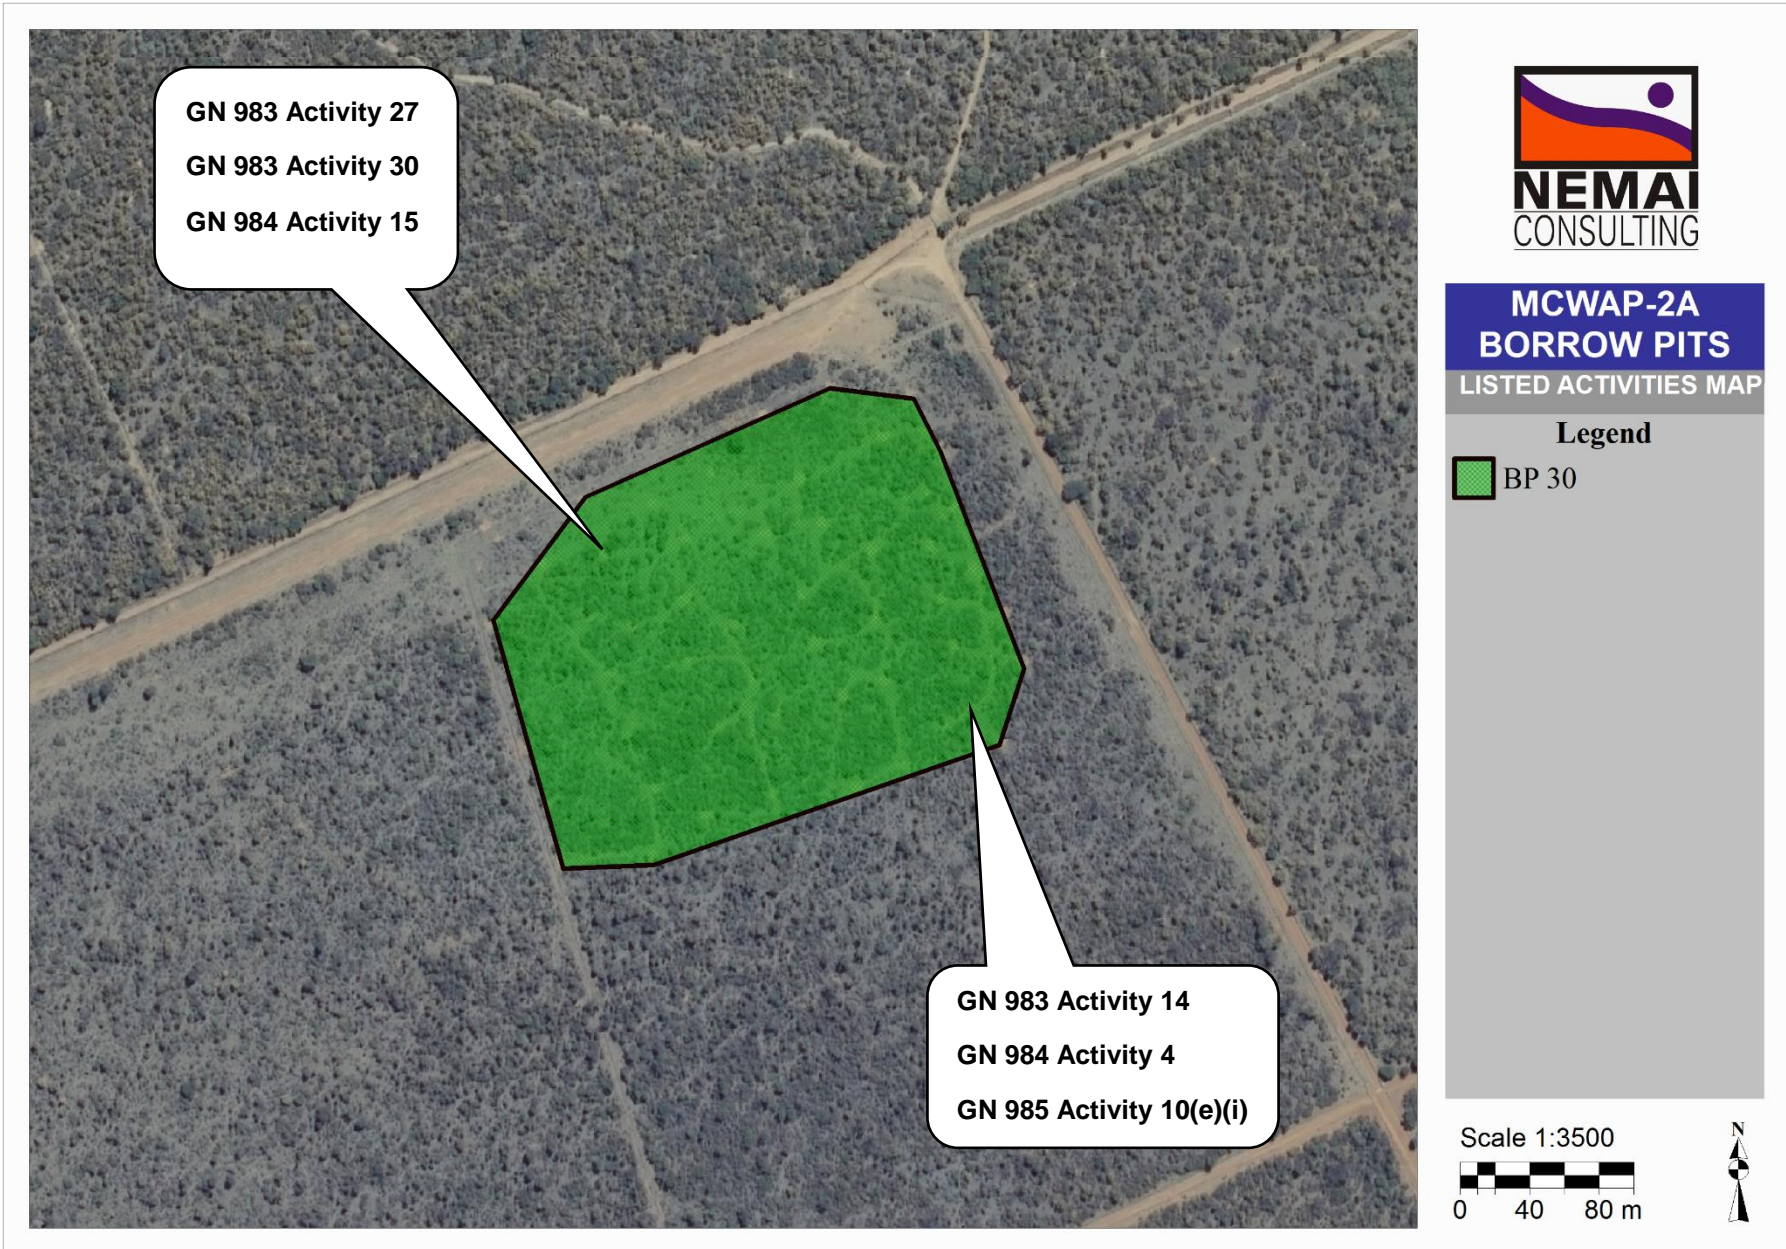 GN 983 Activity 27
GN 983 Activity 30
GN 984 Activity 15
GN 983 Activity 14
GN 984 Activity 4
GN 985 Activity 10(e)(i)
NEMAI
CONSULTING
MCWAP-2A
BORROW PITS
LISTED ACTIVITIES MAP
Legend
BP 30
Scale 1:3500
N
0 40 80 m